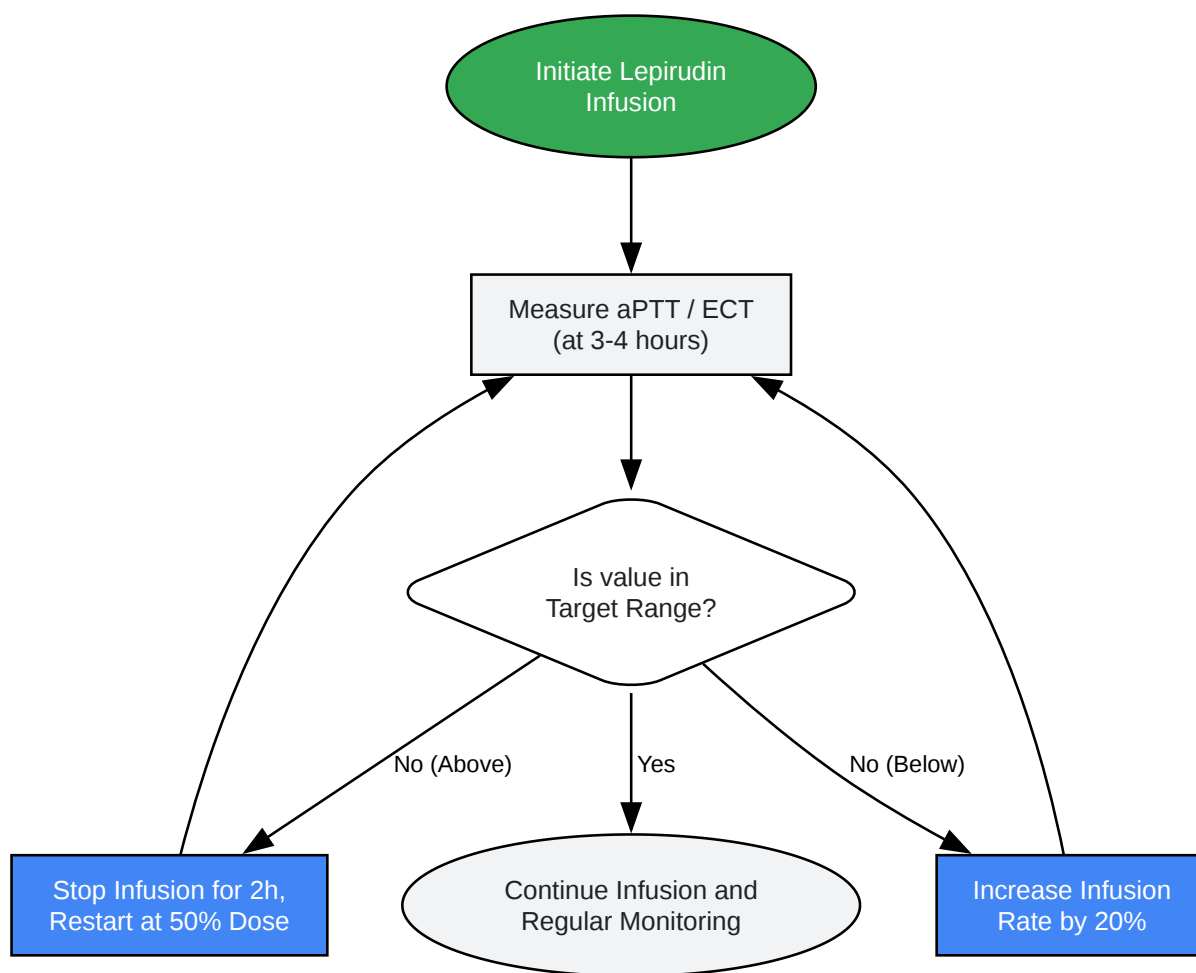 Initiate Lepirudin
Infusion
Measure aPTT / ECT
(at 3-4 hours)
Is value in
Target Range?
No (Above)
Yes
No (Below)
Stop Infusion for 2h,
Restart at 50% Dose
Continue Infusion and
Regular Monitoring
Increase Infusion
Rate by 20%